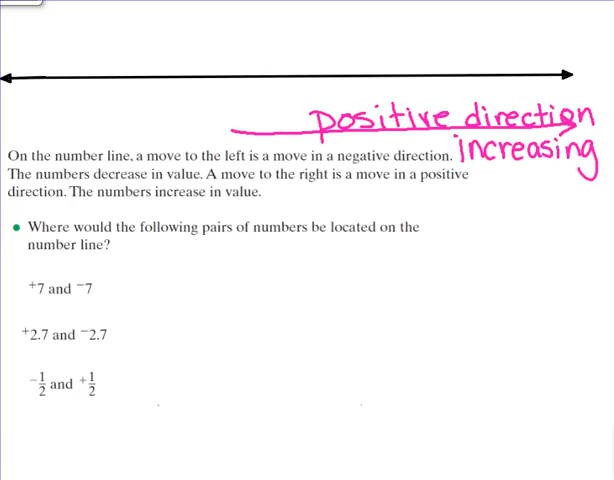 positive direction
increasing
On the number line, a move to the left is a move in a negative direction.
The numbers decrease in value. A move to the right is a move in a positive
direction. The numbers increase in value.
• Where would the following pairs of numbers be located on the
number line?
⁺7 and ⁻7
⁺2.7 and ⁻2.7
⁻1/2 and ⁺1/2